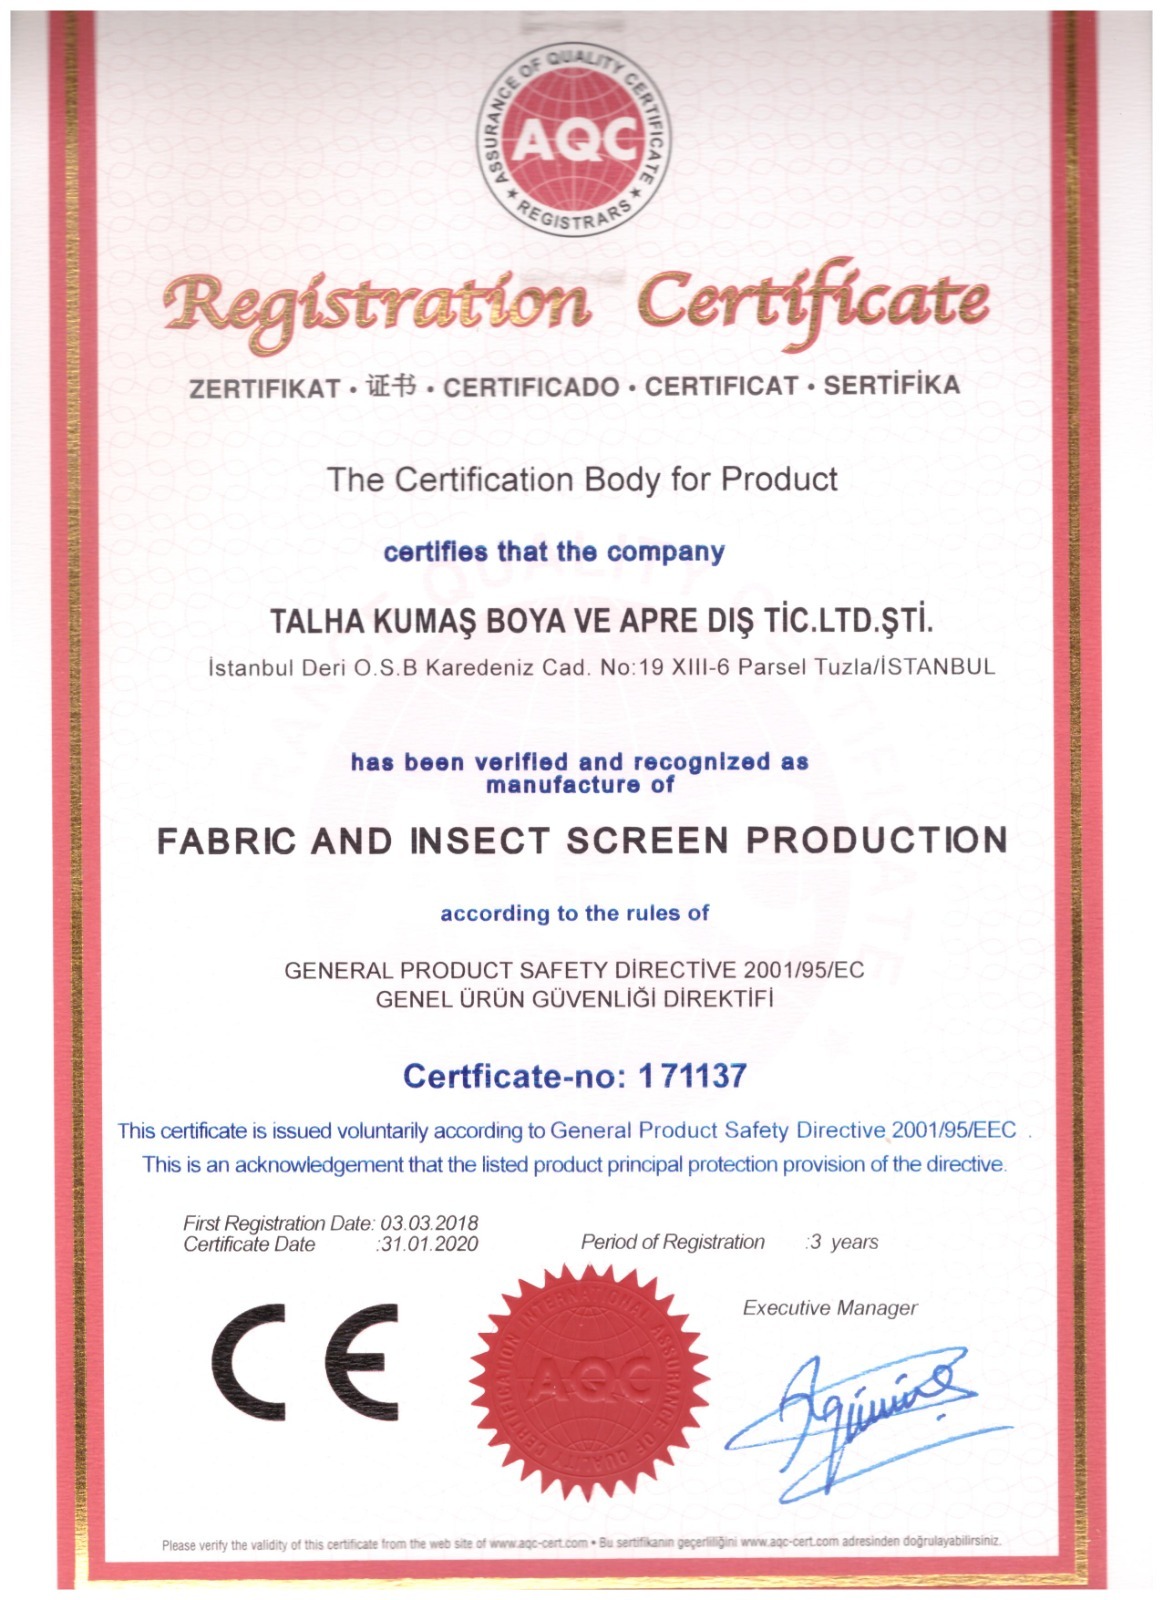 ASSURANCE OF QUALITY CERTIFICATE
AQC
★ REGISTRARS ★
Registration Certificate
ZERTIFIKAT • 证书 • CERTIFICADO • CERTIFICAT • SERTİFİKA
The Certification Body for Product
certifies that the company
TALHA KUMAŞ BOYA VE APRE DIŞ TİC.LTD.ŞTİ.
İstanbul Deri O.S.B Karedeniz Cad. No:19 XIII-6 Parsel Tuzla/İSTANBUL
has been verified and recognized as
manufacture of
FABRIC AND INSECT SCREEN PRODUCTION
according to the rules of
GENERAL PRODUCT SAFETY DİRECTİVE 2001/95/EC
GENEL ÜRÜN GÜVENLİĞİ DİREKTİFİ
Certficate-no: 171137
This certificate is issued voluntarily according to General Product Safety Directive 2001/95/EEC .
This is an acknowledgement that the listed product principal protection provision of the directive.
First Registration Date: 03.03.2018
Certificate Date :31.01.2020
Period of Registration :3 years
CE
INTERNATIONAL ASSURANCE OF QUALITY CERTIFICATION
AQC
Executive Manager
Please verify the validity of this certificate from the web site of www.aqc-cert.com • Bu sertifikanın geçerliliğini www.aqc-cert.com adresinden doğrulayabilirsiniz.